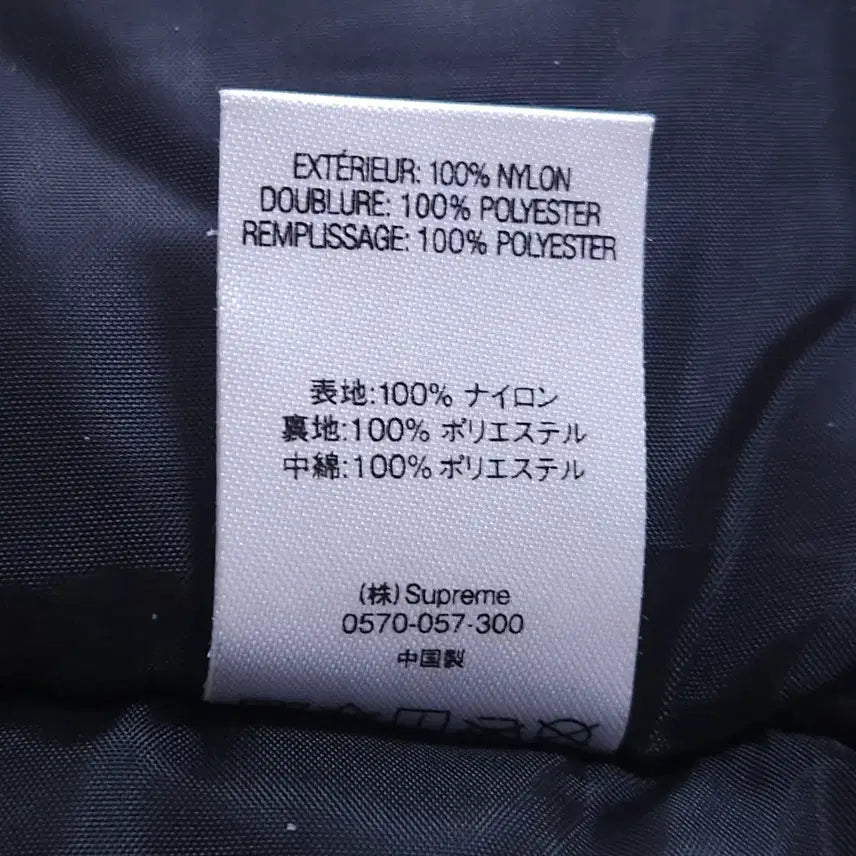 EXTÉRIEUR: 100% NYLON
DOUBLURE: 100% POLYESTER
REMPLISSAGE: 100% POLYESTER
表地:100% ナイロン
裏地:100% ポリエステル
中綿:100% ポリエステル
(株) Supreme
0570-057-300
中国製